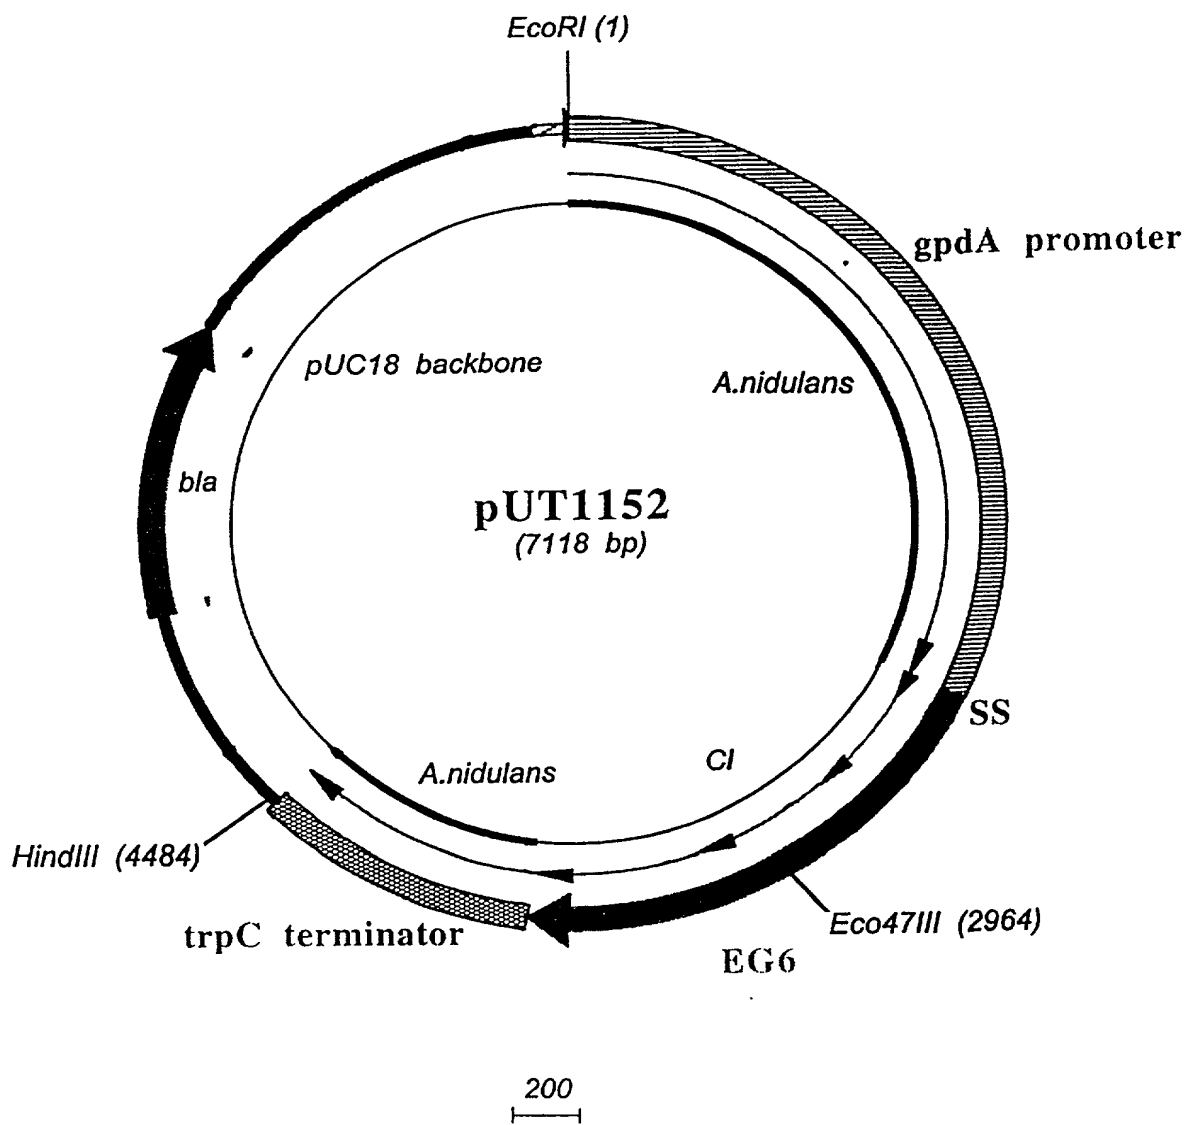 EcoRI (1)
gpdA promoter
pUC18 backbone
A.nidulans
bla
pUT1152
(7118 bp)
SS
CI
A.nidulans
HindIII (4484)
Eco47III (2964)
trpC terminator
EG6
200